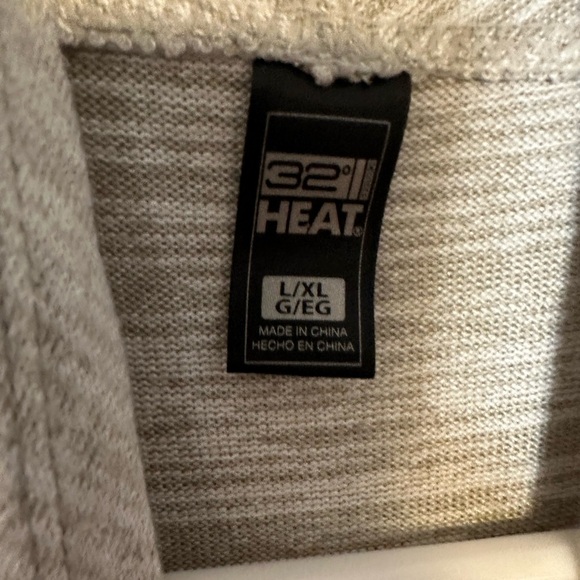 32°
HEAT®
L/XL
G/EG
MADE IN CHINA
HECHO EN CHINA